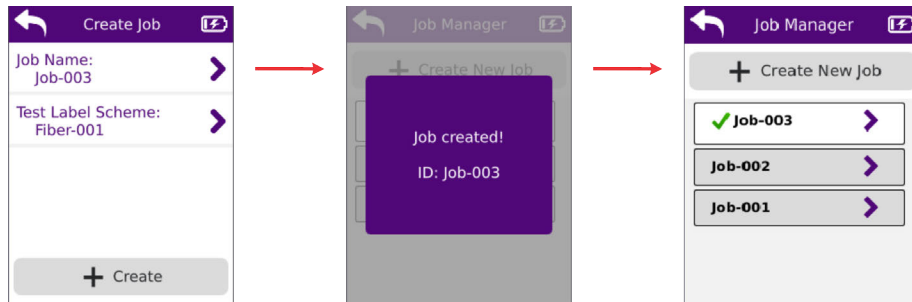 Create Job
Job Name:
Job-003
Test Label Scheme:
Fiber-001
+ Create
Job Manager
+ Create New Job
Job created!
ID: Job-003
Job Manager
+ Create New Job
Job-003
Job-002
Job-001